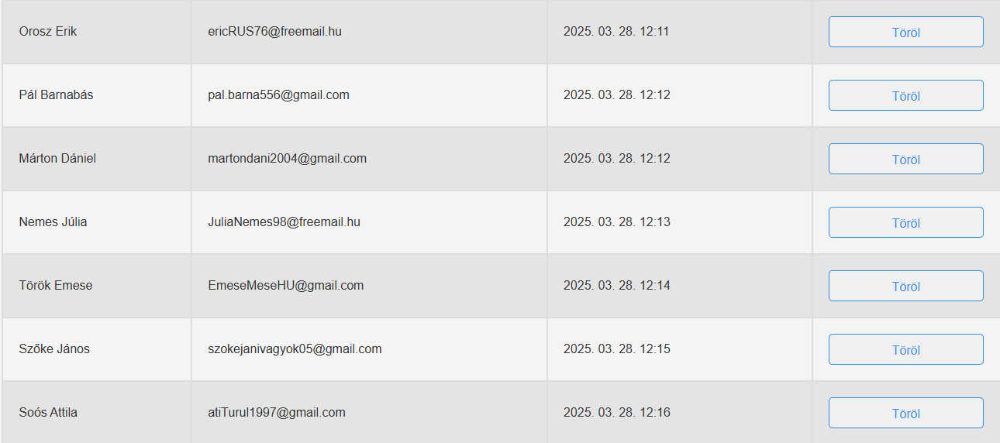 Orosz Erik ericRUS76@freemail.hu 2025. 03. 28. 12:11 Töröl
Pál Barnabás pal.barna556@gmail.com 2025. 03. 28. 12:12 Töröl
Márton Dániel martondani2004@gmail.com 2025. 03. 28. 12:12 Töröl
Nemes Júlia JuliaNemes98@freemail.hu 2025. 03. 28. 12:13 Töröl
Török Emese EmeseMeseHU@gmail.com 2025. 03. 28. 12:14 Töröl
Szőke János szokejanivagyok05@gmail.com 2025. 03. 28. 12:15 Töröl
Soós Attila atiTurul1997@gmail.com 2025. 03. 28. 12:16 Töröl